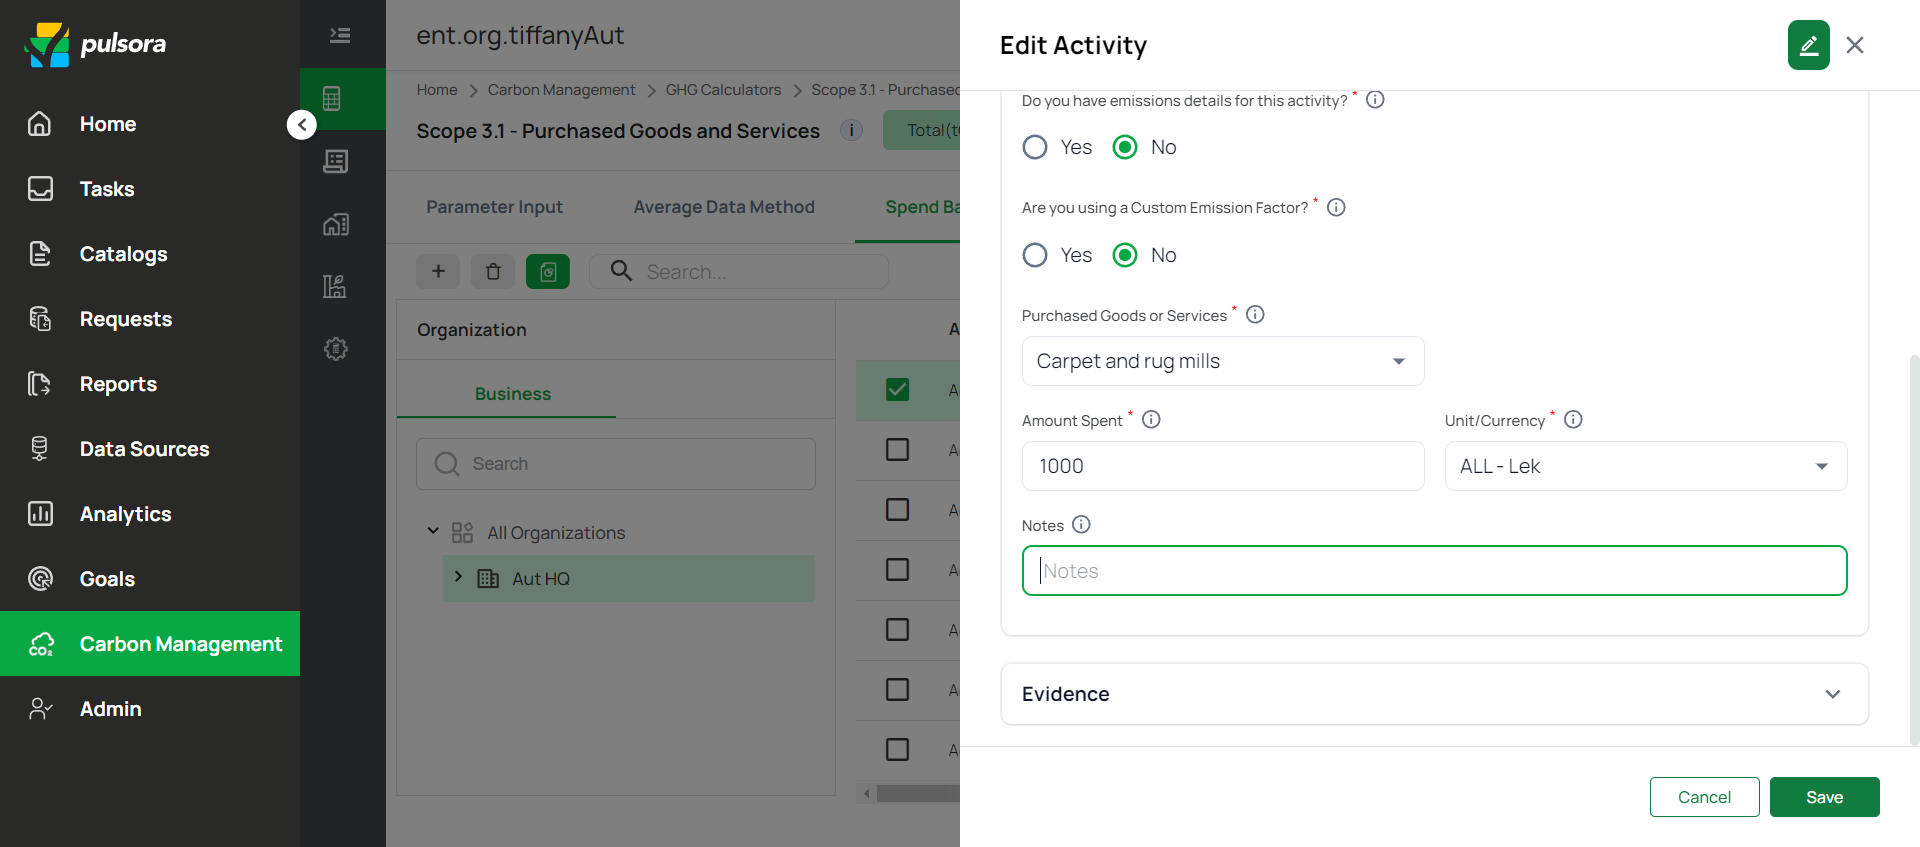 pulsora
Home
Tasks
Catalogs
Requests
Reports
Data Sources
Analytics
Goals
Carbon Management
Admin
ent.org.tiffanyAut
Home > Carbon Management > GHG Calculators > Scope 3.1 - Purchased
Scope 3.1 - Purchased Goods and Services i Total(t
Parameter Input Average Data Method Spend Ba
Search...
Organization
Business
Search
All Organizations
Aut HQ
Edit Activity
Do you have emissions details for this activity? *
Yes No
Are you using a Custom Emission Factor? *
Yes No
Purchased Goods or Services *
Carpet and rug mills
Amount Spent * Unit/Currency *
1000 ALL - Lek
Notes
Notes
Evidence
Cancel Save